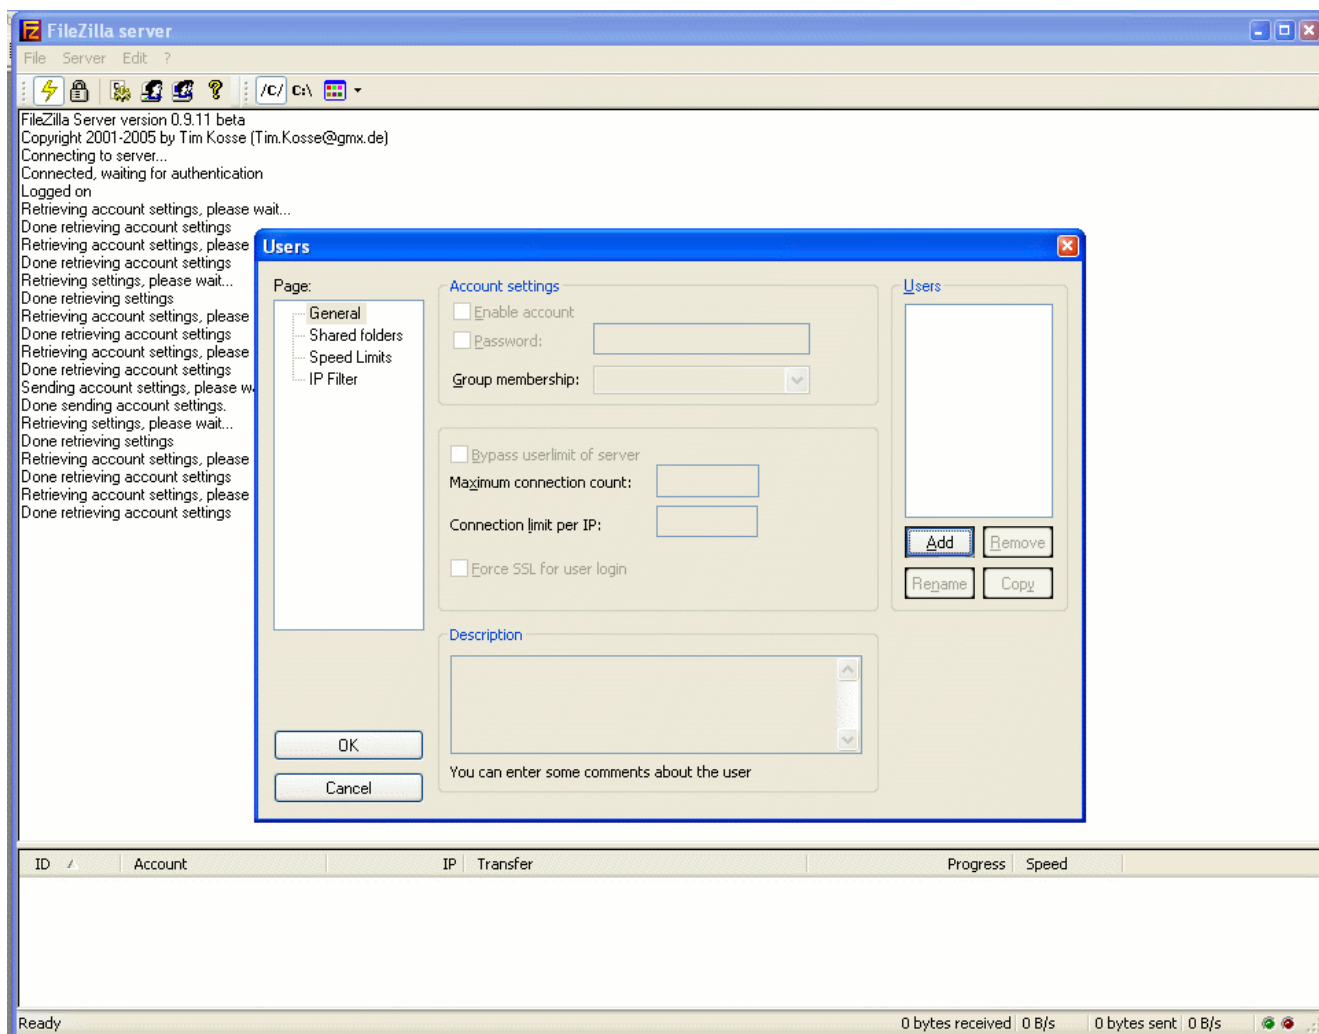 FileZilla server
File Server Edit ?
/C/ C:\
FileZilla Server version 0.9.11 beta
Copyright 2001-2005 by Tim Kosse (Tim.Kosse@gmx.de)
Connecting to server...
Connected, waiting for authentication
Logged on
Retrieving account settings, please wait...
Done retrieving account settings
Retrieving account settings, please
Done retrieving account settings
Retrieving settings, please wait...
Done retrieving settings
Retrieving account settings, please
Done retrieving account settings
Retrieving account settings, please
Done retrieving account settings
Sending account settings, please wa
Done sending account settings.
Retrieving settings, please wait...
Done retrieving settings
Retrieving account settings, please
Done retrieving account settings
Retrieving account settings, please
Done retrieving account settings
Users
Page:
General
Shared folders
Speed Limits
IP Filter
OK
Cancel
Account settings
Enable account
Password:
Group membership:
Bypass userlimit of server
Maximum connection count:
Connection limit per IP:
Force SSL for user login
Description
You can enter some comments about the user
Users
Add Remove
Rename Copy
ID Account IP Transfer Progress Speed
Ready 0 bytes received 0 B/s 0 bytes sent 0 B/s